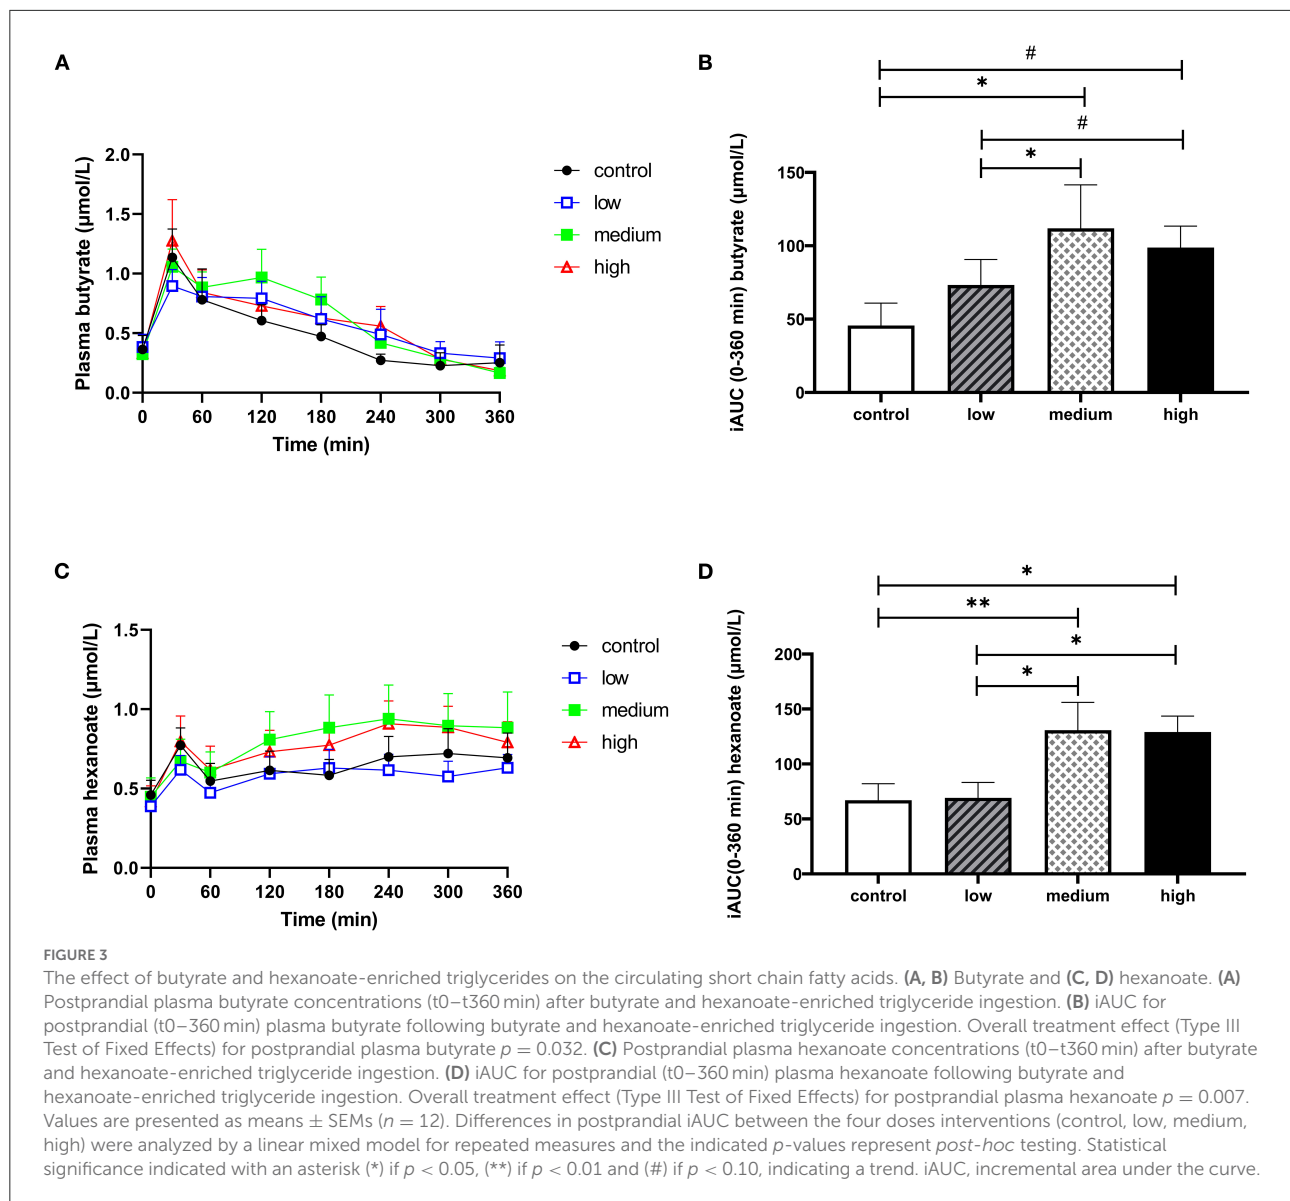 A
Plasma butyrate (µmol/L)
2.0
1.5
1.0
0.5
0.0
0 60 120 180 240 300 360
Time (min)
control
low
medium
high
B
#
*
#
*
iAUC (0-360 min) butyrate (µmol/L)
150
100
50
0
control low medium high
C
Plasma hexanoate (µmol/L)
1.5
1.0
0.5
0.0
0 60 120 180 240 300 360
Time (min)
control
low
medium
high
D
*
**
*
*
iAUC(0-360 min) hexanoate (µmol/L)
200
150
100
50
0
control low medium high
FIGURE 3
The effect of butyrate and hexanoate-enriched triglycerides on the circulating short chain fatty acids. (A, B) Butyrate and (C, D) hexanoate. (A)
Postprandial plasma butyrate concentrations (t0–t360 min) after butyrate and hexanoate-enriched triglyceride ingestion. (B) iAUC for
postprandial (t0–360 min) plasma butyrate following butyrate and hexanoate-enriched triglyceride ingestion. Overall treatment effect (Type III
Test of Fixed Effects) for postprandial plasma butyrate p = 0.032. (C) Postprandial plasma hexanoate concentrations (t0–t360 min) after butyrate
and hexanoate-enriched triglyceride ingestion. (D) iAUC for postprandial (t0–360 min) plasma hexanoate following butyrate and
hexanoate-enriched triglyceride ingestion. Overall treatment effect (Type III Test of Fixed Effects) for postprandial plasma hexanoate p = 0.007.
Values are presented as means ± SEMs (n = 12). Differences in postprandial iAUC between the four doses interventions (control, low, medium,
high) were analyzed by a linear mixed model for repeated measures and the indicated p-values represent post-hoc testing. Statistical
significance indicated with an asterisk (*) if p < 0.05, (**) if p < 0.01 and (#) if p < 0.10, indicating a trend. iAUC, incremental area under the curve.